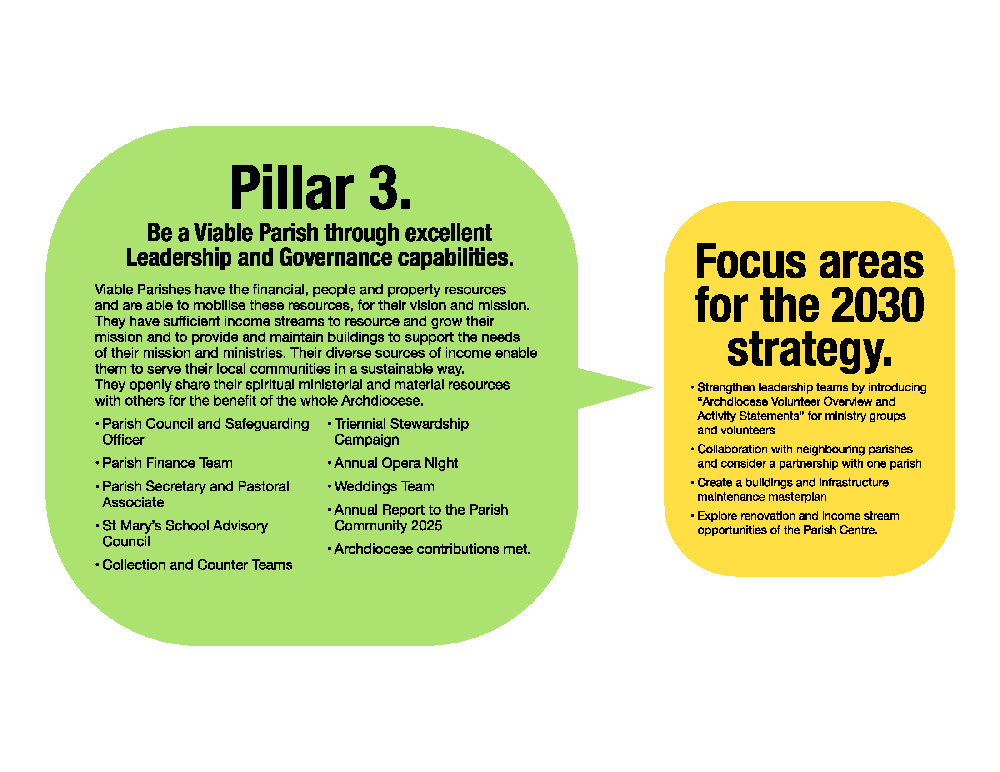 Pillar 3.
Be a Viable Parish through excellent
Leadership and Governance capabilities.
Viable Parishes have the financial, people and property resources
and are able to mobilise these resources, for their vision and mission.
They have sufficient income streams to resource and grow their
mission and to provide and maintain buildings to support the needs
of their mission and ministries. Their diverse sources of income enable
them to serve their local communities in a sustainable way.
They openly share their spiritual ministerial and material resources
with others for the benefit of the whole Archdiocese.
• Parish Council and Safeguarding
Officer
• Parish Finance Team
• Parish Secretary and Pastoral
Associate
• St Mary’s School Advisory
Council
• Collection and Counter Teams
• Triennial Stewardship
Campaign
• Annual Opera Night
• Weddings Team
• Annual Report to the Parish
Community 2025
• Archdiocese contributions met.
Focus areas
for the 2030
strategy.
• Strengthen leadership teams by introducing
“Archdiocese Volunteer Overview and
Activity Statements” for ministry groups
and volunteers
• Collaboration with neighbouring parishes
and consider a partnership with one parish
• Create a buildings and infrastructure
maintenance masterplan
• Explore renovation and income stream
opportunities of the Parish Centre.